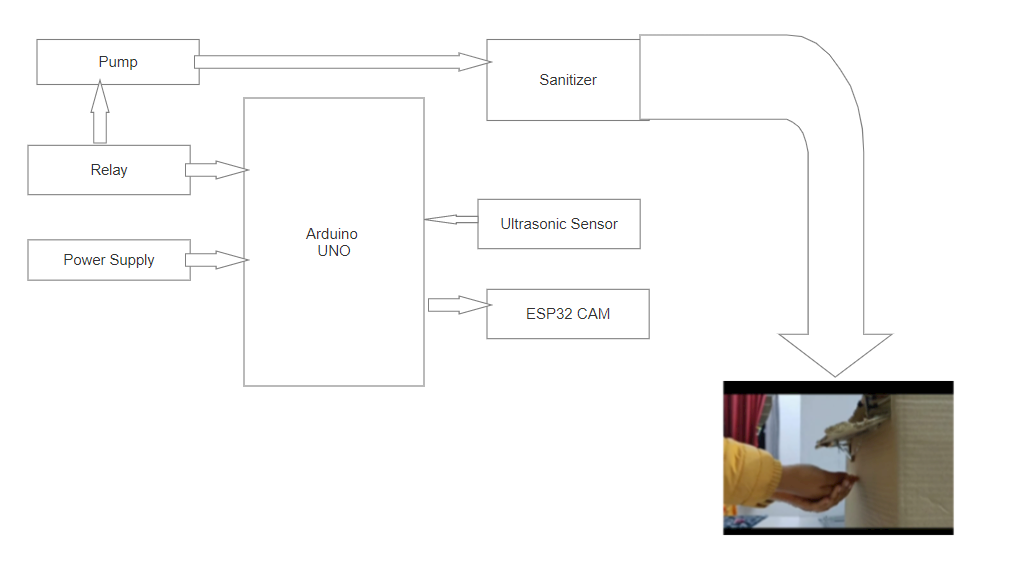 Pump
Sanitizer
Relay
Ultrasonic Sensor
Arduino
UNO
Power Supply
ESP32 CAM